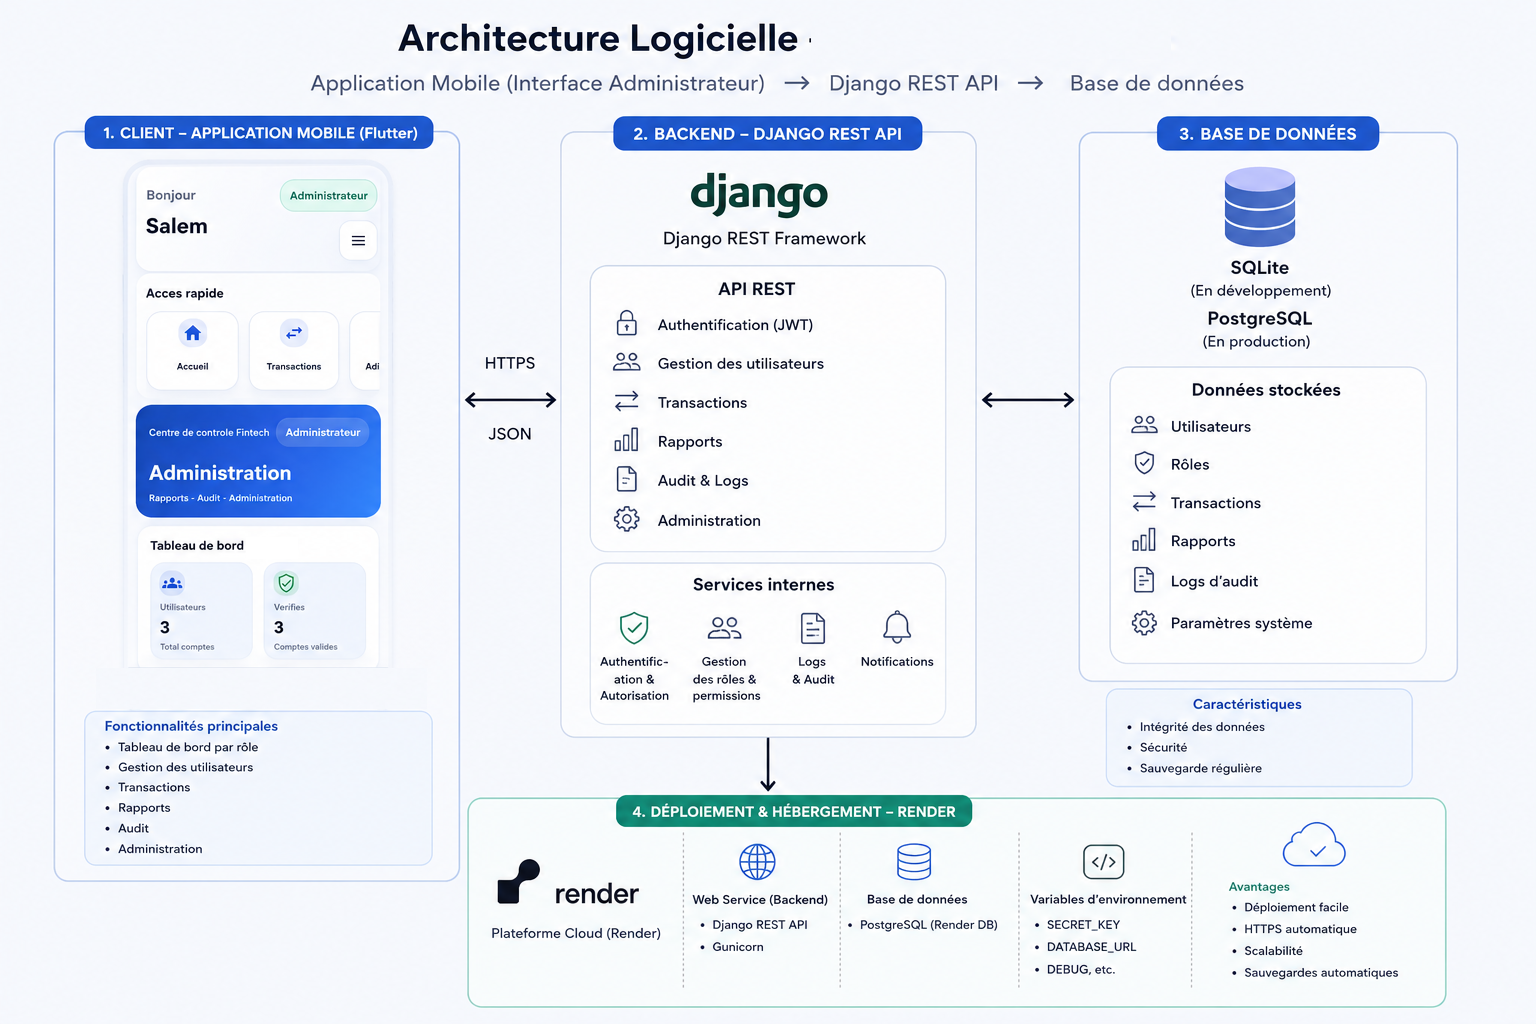 Architecture Logicielle
Application Mobile (Interface Administrateur) → Django REST API → Base de données
1. CLIENT – APPLICATION MOBILE (Flutter)
Bonjour
Administrateur
Salem
Acces rapide
Accueil
Transactions
Adi
Centre de controle Fintech
Administrateur
Administration
Rapports - Audit - Administration
Tableau de bord
Utilisateurs
3
Total comptes
Verifies
3
Comptes valides
Fonctionnalités principales
• Tableau de bord par rôle
• Gestion des utilisateurs
• Transactions
• Rapports
• Audit
• Administration
HTTPS
JSON
2. BACKEND – DJANGO REST API
django
Django REST Framework
API REST
Authentification (JWT)
Gestion des utilisateurs
Transactions
Rapports
Audit & Logs
Administration
Services internes
Authentific-
ation &
Autorisation
Gestion
des rôles &
permissions
Logs
& Audit
Notifications
3. BASE DE DONNÉES
SQLite
(En développement)
PostgreSQL
(En production)
Données stockées
Utilisateurs
Rôles
Transactions
Rapports
Logs d'audit
Paramètres système
Caractéristiques
• Intégrité des données
• Sécurité
• Sauvegarde régulière
4. DÉPLOIEMENT & HÉBERGEMENT – RENDER
render
Plateforme Cloud (Render)
Web Service (Backend)
• Django REST API
• Gunicorn
Base de données
• PostgreSQL (Render DB)
</>
Variables d'environnement
• SECRET_KEY
• DATABASE_URL
• DEBUG, etc.
Avantages
• Déploiement facile
• HTTPS automatique
• Scalabilité
• Sauvegardes automatiques